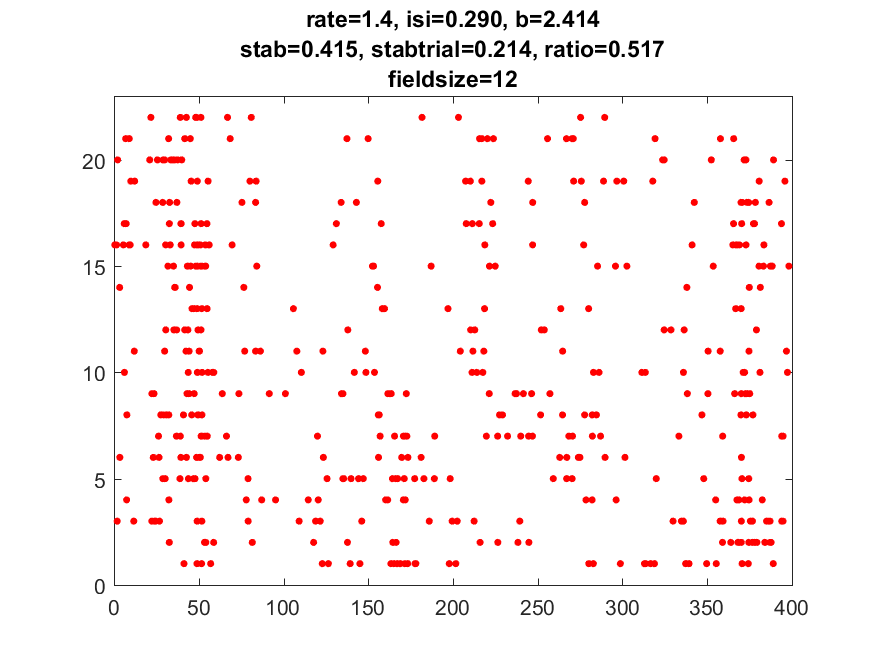 rate=1.4, isi=0.290, b=2.414
stab=0.415, stabtrial=0.214, ratio=0.517
fieldsize=12
20
15
10
5
0
0 50 100 150 200 250 300 350 400